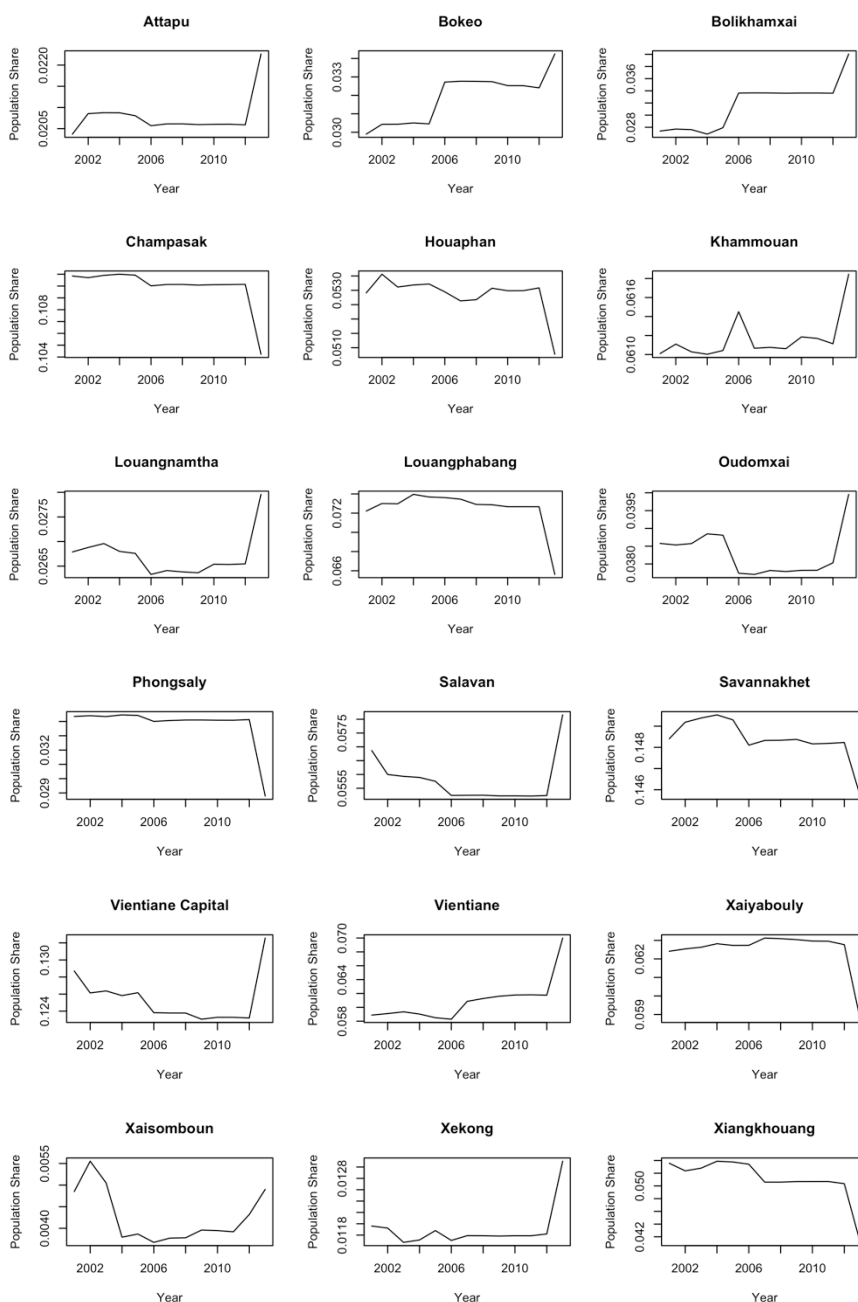 Attapu
Population Share
0.0205 0.0220
2002 2006 2010
Year
Bokeo
Population Share
0.030 0.033
2002 2006 2010
Year
Bolikhamxai
Population Share
0.028 0.036
2002 2006 2010
Year
Champasak
Population Share
0.104 0.108
2002 2006 2010
Year
Houaphan
Population Share
0.0510 0.0530
2002 2006 2010
Year
Khammouan
Population Share
0.0610 0.0616
2002 2006 2010
Year
Louangnamtha
Population Share
0.0265 0.0275
2002 2006 2010
Year
Louangphabang
Population Share
0.066 0.072
2002 2006 2010
Year
Oudomxai
Population Share
0.0380 0.0395
2002 2006 2010
Year
Phongsaly
Population Share
0.029 0.032
2002 2006 2010
Year
Salavan
Population Share
0.0555 0.0575
2002 2006 2010
Year
Savannakhet
Population Share
0.146 0.148
2002 2006 2010
Year
Vientiane Capital
Population Share
0.124 0.130
2002 2006 2010
Year
Vientiane
Population Share
0.058 0.064 0.070
2002 2006 2010
Year
Xaiyabouly
Population Share
0.059 0.062
2002 2006 2010
Year
Xaisomboun
Population Share
0.0040 0.0055
2002 2006 2010
Year
Xekong
Population Share
0.0118 0.0128
2002 2006 2010
Year
Xiangkhouang
Population Share
0.042 0.050
2002 2006 2010
Year